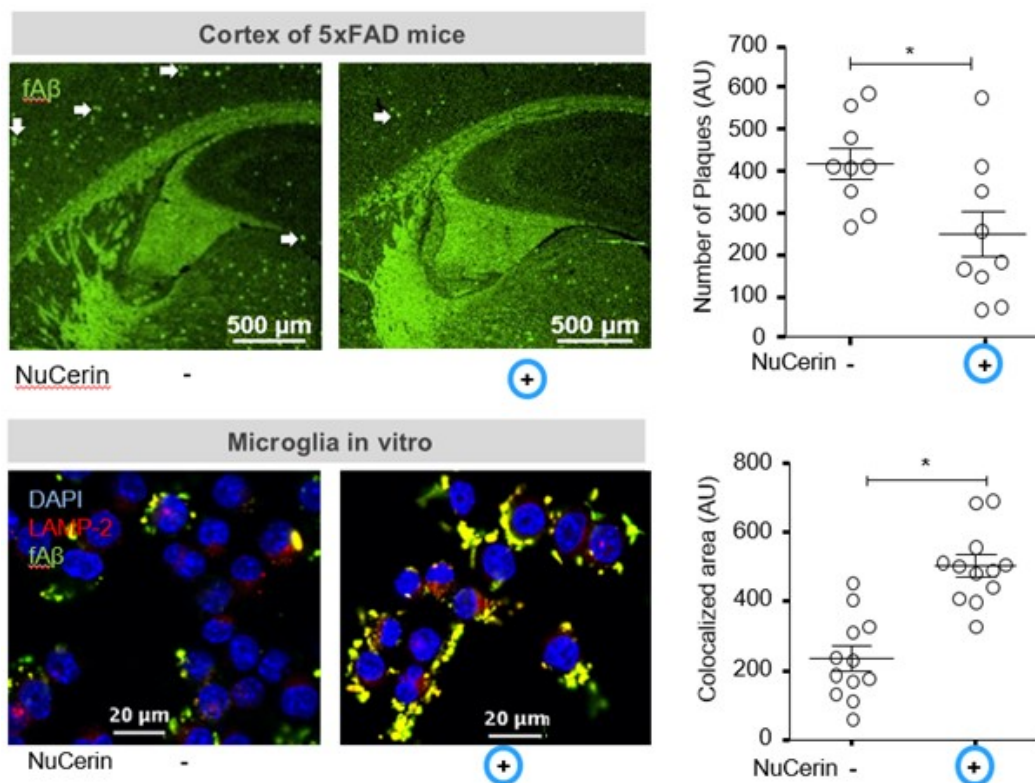 Cortex of 5xFAD mice
fAβ
500 µm
500 µm
NuCerin - +
Number of Plaques (AU)
700
600
500
400
300
200
100
0
*
NuCerin - +
Microglia in vitro
DAPI
LAMP-2
fAβ
20 µm
20 µm
NuCerin - +
Colocalized area (AU)
800
600
400
200
0
*
NuCerin - +